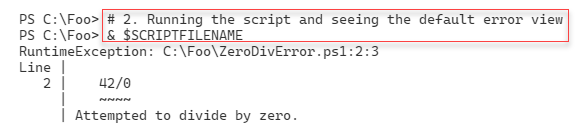 PS C:\Foo> # 2. Running the script and seeing the default error view
PS C:\Foo> & $SCRIPTFILENAME
RuntimeException: C:\Foo\ZeroDivError.ps1:2:3
Line |
   2 |    42/0
     |    ~~~~
     | Attempted to divide by zero.